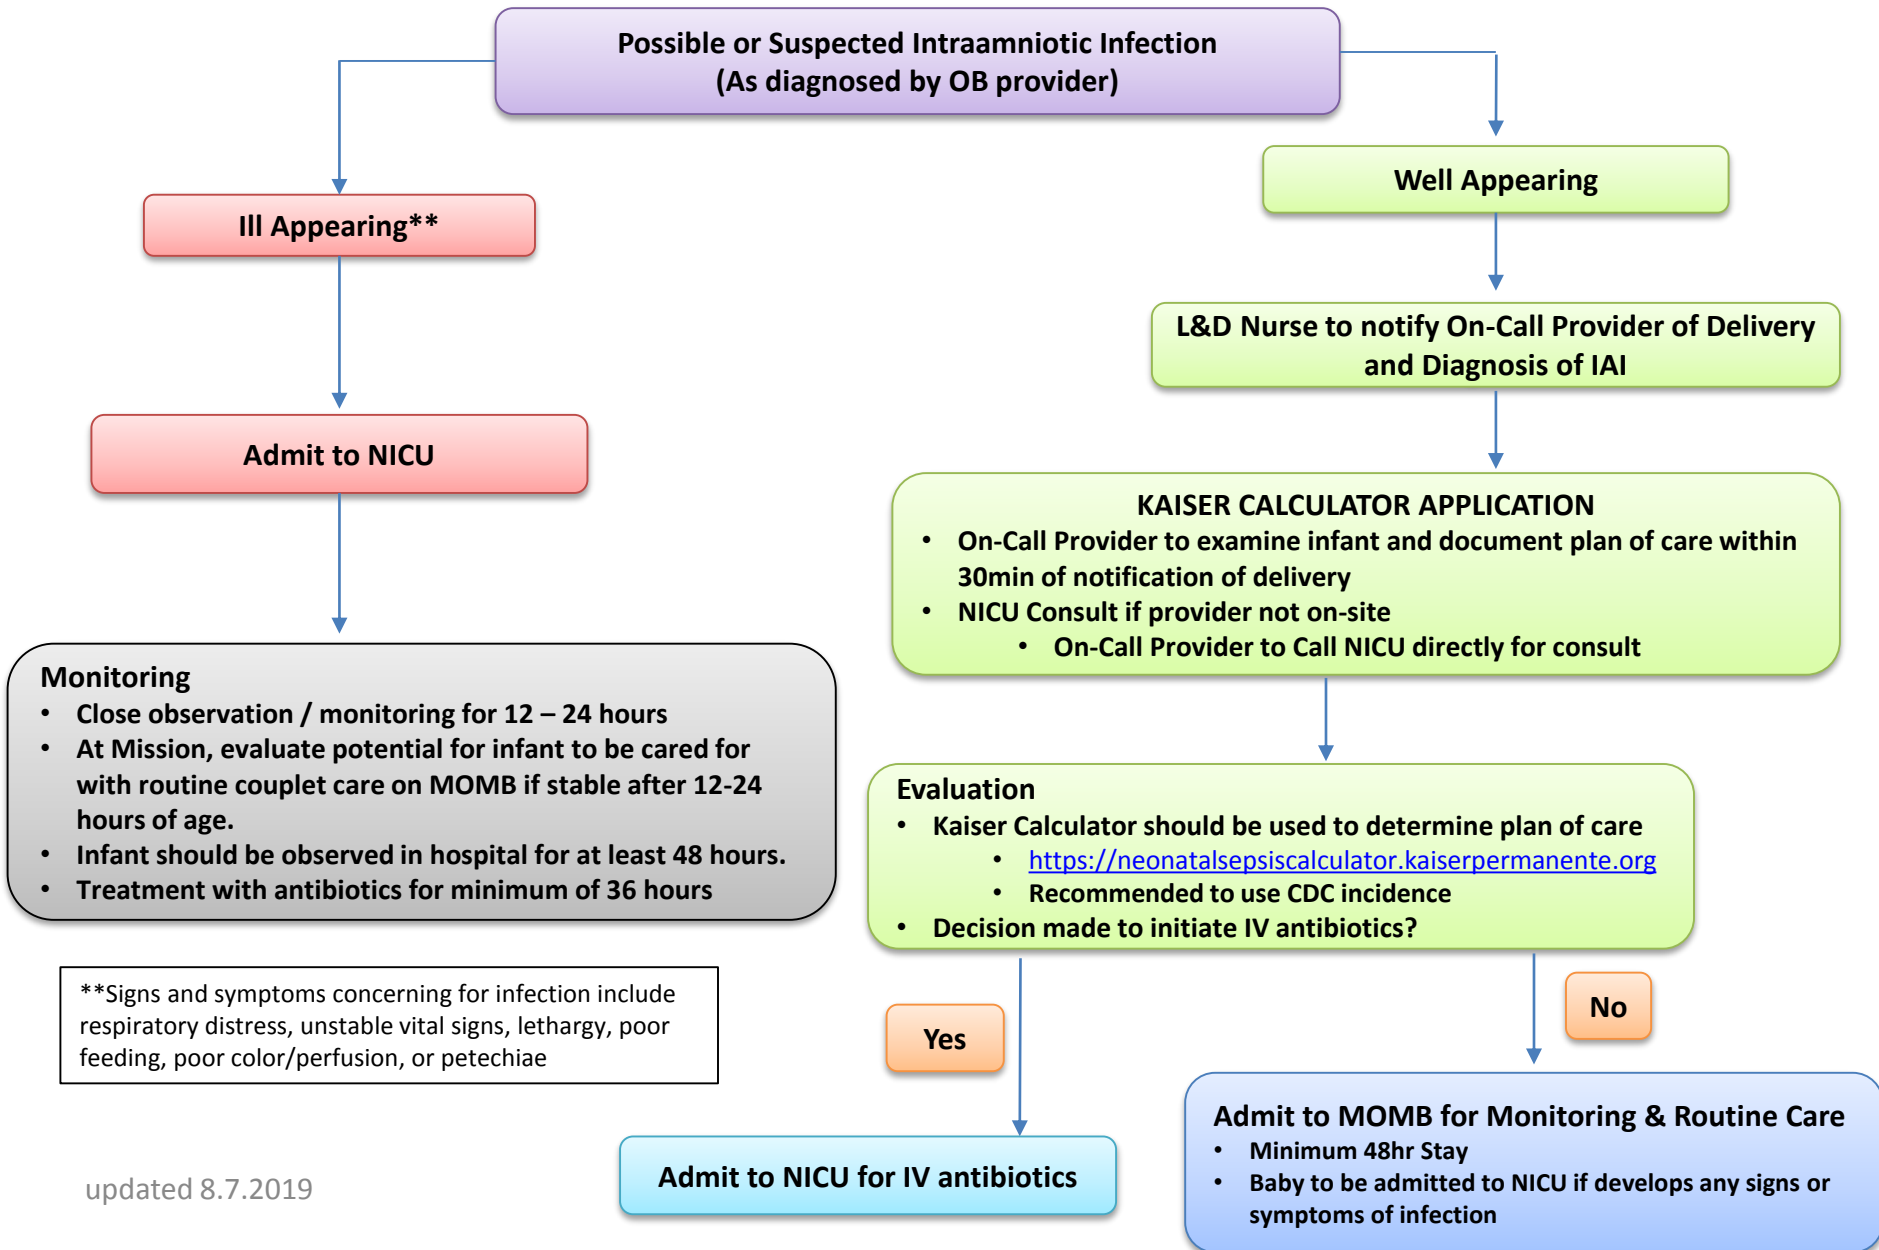 Possible or Suspected Intraamniotic Infection
(As diagnosed by OB provider)
Ill Appearing**
Admit to NICU
Monitoring
• Close observation / monitoring for 12 – 24 hours
• At Mission, evaluate potential for infant to be cared for
with routine couplet care on MOMB if stable after 12-24
hours of age.
• Infant should be observed in hospital for at least 48 hours.
• Treatment with antibiotics for minimum of 36 hours
**Signs and symptoms concerning for infection include
respiratory distress, unstable vital signs, lethargy, poor
feeding, poor color/perfusion, or petechiae
Well Appearing
L&D Nurse to notify On-Call Provider of Delivery
and Diagnosis of IAI
KAISER CALCULATOR APPLICATION
• On-Call Provider to examine infant and document plan of care within
30min of notification of delivery
• NICU Consult if provider not on-site
• On-Call Provider to Call NICU directly for consult
Evaluation
• Kaiser Calculator should be used to determine plan of care
• https://neonatalsepsiscalculator.kaiserpermanente.org
• Recommended to use CDC incidence
• Decision made to initiate IV antibiotics?
Yes
No
Admit to NICU for IV antibiotics
Admit to MOMB for Monitoring & Routine Care
• Minimum 48hr Stay
• Baby to be admitted to NICU if develops any signs or
symptoms of infection
updated 8.7.2019